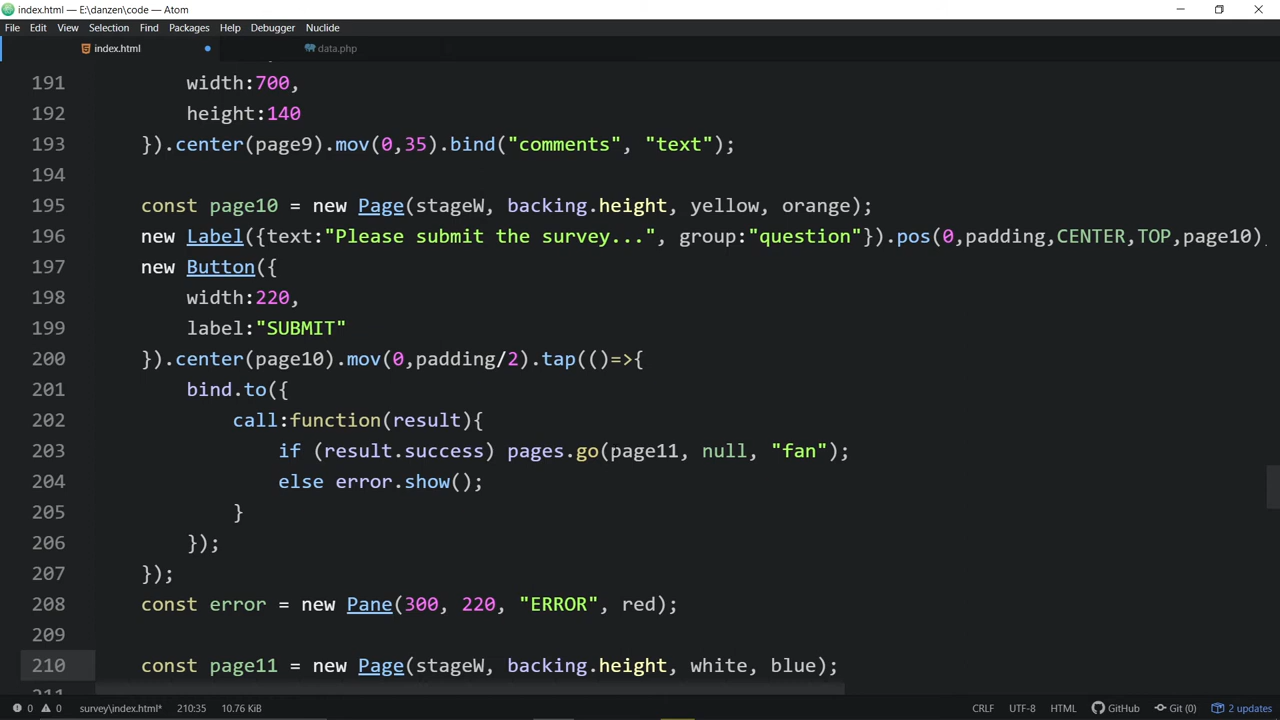 index.html — E:\danzen\code — Atom
File Edit View Selection Find Packages Help Debugger Nuclide
index.html data.php
191 width:700,
192 height:140
193 }).center(page9).mov(0,35).bind("comments", "text");
194
195 const page10 = new Page(stageW, backing.height, yellow, orange);
196 new Label({text:"Please submit the survey...", group:"question"}).pos(0,padding,CENTER,TOP,page10)
197 new Button({
198 width:220,
199 label:"SUBMIT"
200 }).center(page10).mov(0,padding/2).tap(()=>{
201 bind.to({
202 call:function(result){
203 if (result.success) pages.go(page11, null, "fan");
204 else error.show();
205 }
206 });
207 });
208 const error = new Pane(300, 220, "ERROR", red);
209
210 const page11 = new Page(stageW, backing.height, white, blue);
211
0 0 survey\index.html* 210:35 10.76 KiB CRLF UTF-8 HTML GitHub Git (0) 2 updates